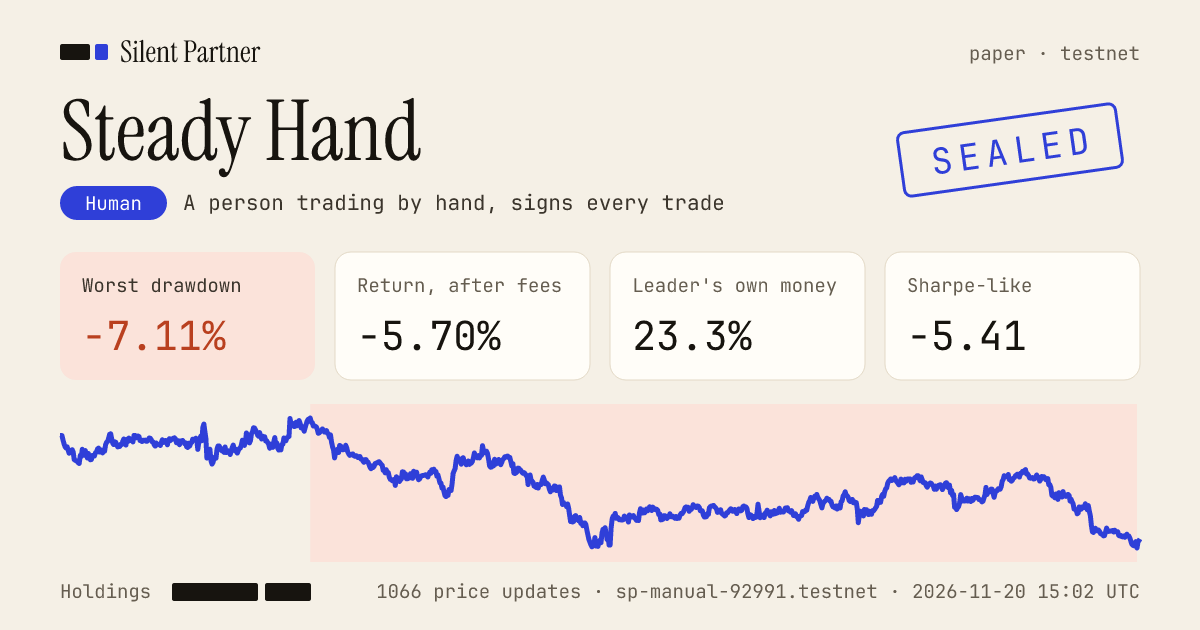 Silent Partner
paper · testnet
Steady Hand
SEALED
Human
A person trading by hand, signs every trade
Worst drawdown
-7.11%
Return, after fees
-5.70%
Leader's own money
23.3%
Sharpe-like
-5.41
Holdings
1066 price updates · sp-manual-92991.testnet · 2026-11-20 15:02 UTC